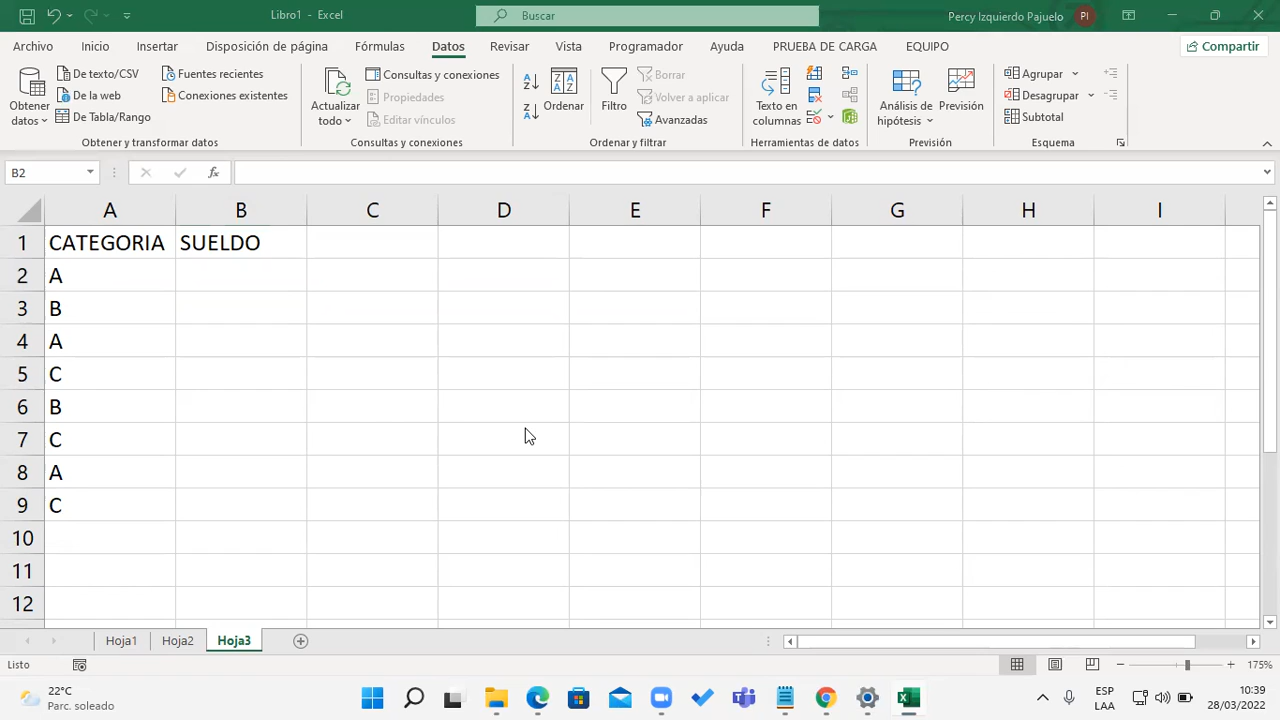 Libro1 - Excel
Buscar
Percy Izquierdo Pajuelo
PI
Archivo Inicio Insertar Disposición de página Fórmulas Datos Revisar Vista Programador Ayuda PRUEBA DE CARGA EQUIPO Compartir
De texto/CSV Fuentes recientes Consultas y conexiones Borrar Agrupar
De la web Conexiones existentes Propiedades Volver a aplicar Desagrupar
De Tabla/Rango Editar vínculos Avanzadas Subtotal
Obtener datos
Actualizar todo
Ordenar
Filtro
Texto en columnas
Análisis de hipótesis
Previsión
Obtener y transformar datos Consultas y conexiones Ordenar y filtrar Herramientas de datos Previsión Esquema
B2 fx
A B C D E F G H I
1 CATEGORIA SUELDO
2 A
3 B
4 A
5 C
6 B
7 C
8 A
9 C
10
11
12
Hoja1 Hoja2 Hoja3
Listo 175%
22°C
Parc. soleado
ESP
LAA
10:39
28/03/2022